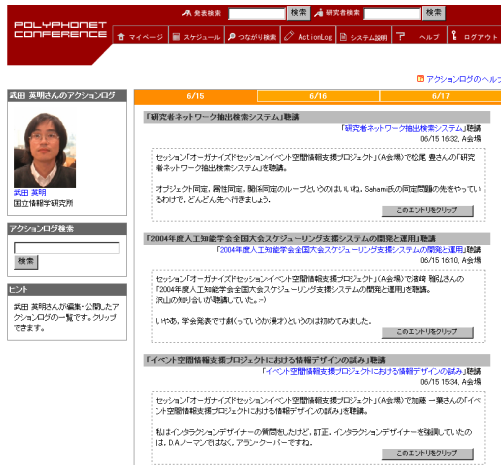 発表検索 検索 研究者検索 検索
POLYPHONET
CONFERENCE
マイページ スケジュール つながり検索 ActionLog システム説明 ヘルプ ログアウト
アクションログのヘルプ
武田 英明さんのアクションログ
武田 英明
国立情報学研究所
アクションログ検索
検索
ヒント
武田 英明さんが編集・公開したア
クションログの一覧です。クリップ
できます。
6/15 6/16 6/17
「研究者ネットワーク抽出検索システム」聴講
「研究者ネットワーク抽出検索システム」聴講
06/15 16:32, A会場
セッション「オーガナイズドセッションイベント空間情報支援プロジェクト」(A会場)で松尾 豊さんの「研究
者ネットワーク抽出検索システム」を聴講。
オブジェクト同定、属性同定、関係同定のループというのはいいね。Sahami氏の同定問題の先をやってい
るわけで、どんどん先へ行きましょう。
このエントリをクリップ
「2004年度人工知能学会全国大会スケジューリング支援システムの開発と運用」聴講
「2004年度人工知能学会全国大会スケジューリング支援システムの開発と運用」聴講
06/15 16:10, A会場
セッション「オーガナイズドセッションイベント空間情報支援プロジェクト」(A会場)で濱崎 雅弘さんの
「2004年度人工知能学会全国大会スケジューリング支援システムの開発と運用」を聴講。
沢山の知り合いが聴講していた。:-)
いやあ、学会発表で寸劇(っていうか漫才)というのは初めてみました。
このエントリをクリップ
「イベント空間情報支援プロジェクトにおける情報デザインの試み」聴講
「イベント空間情報支援プロジェクトにおける情報デザインの試み」聴講
06/15 15:34, A会場
セッション「オーガナイズドセッションイベント空間情報支援プロジェクト」(A会場)で加藤 一葉さんの「イベ
ント空間情報支援プロジェクトにおける情報デザインの試み」を聴講。
私はインタラクションデザイナーの質問をしたけど、訂正。インタラクションデザイナーを強調していたの
は、D.A.ノーマンではなく、アラン・クーパーですね。
このエントリをクリップ